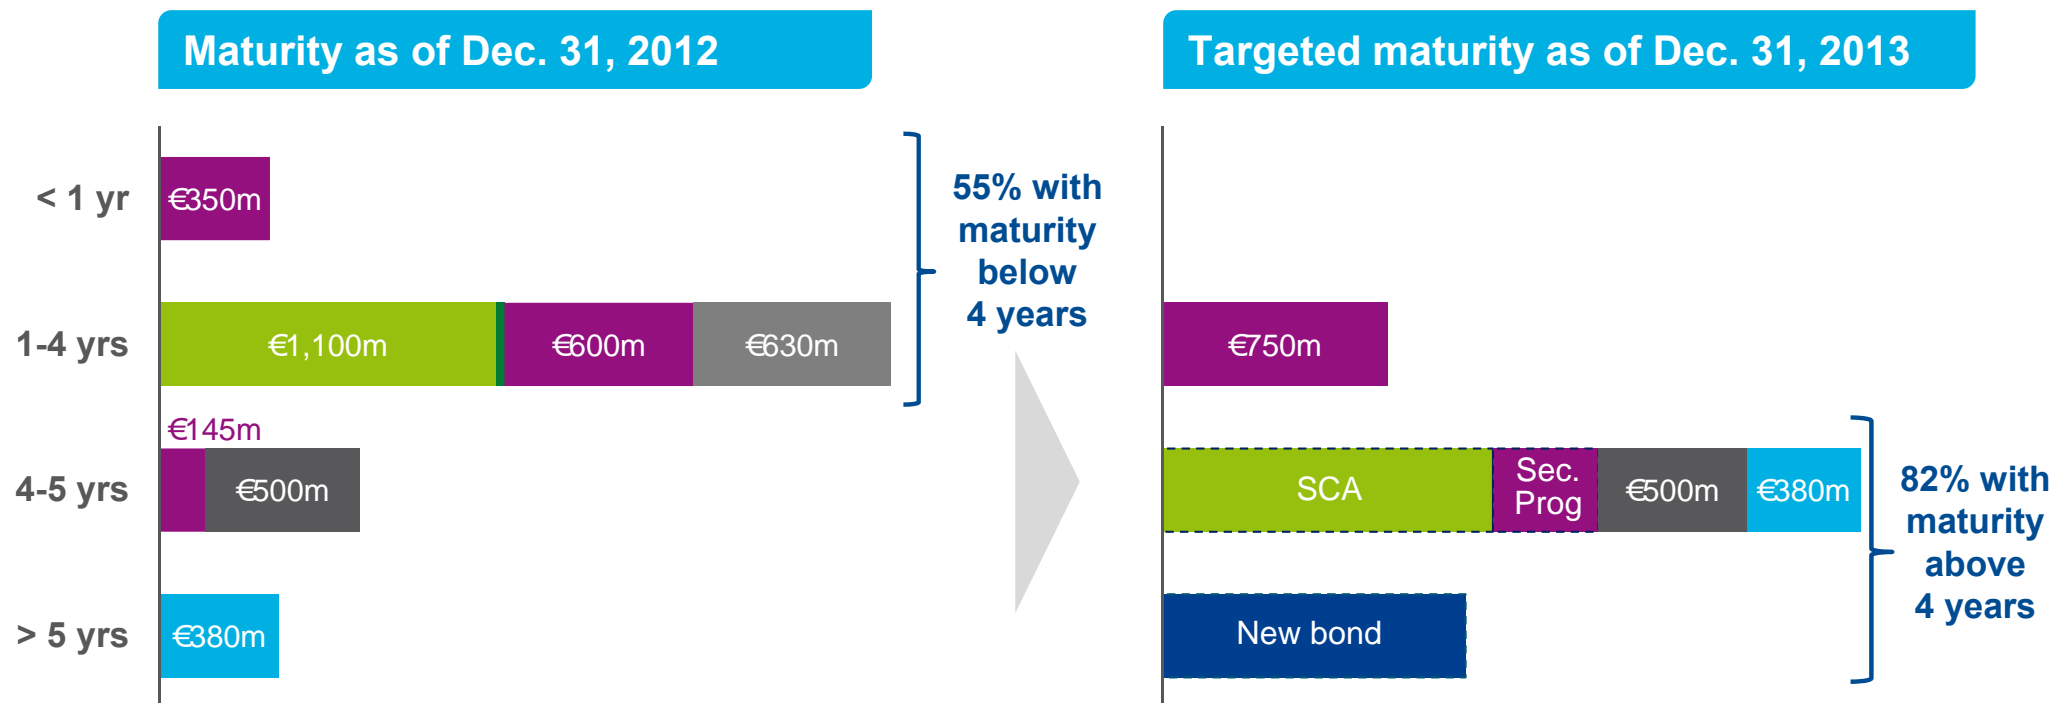 Maturity as of Dec. 31, 2012
< 1 yr
€350m
1-4 yrs
€1,100m
€600m
€630m
55% with
maturity
below
4 years
€145m
4-5 yrs
€500m
> 5 yrs
€380m
Targeted maturity as of Dec. 31, 2013
€750m
SCA
Sec.
Prog
€500m
€380m
82% with
maturity
above
4 years
New bond